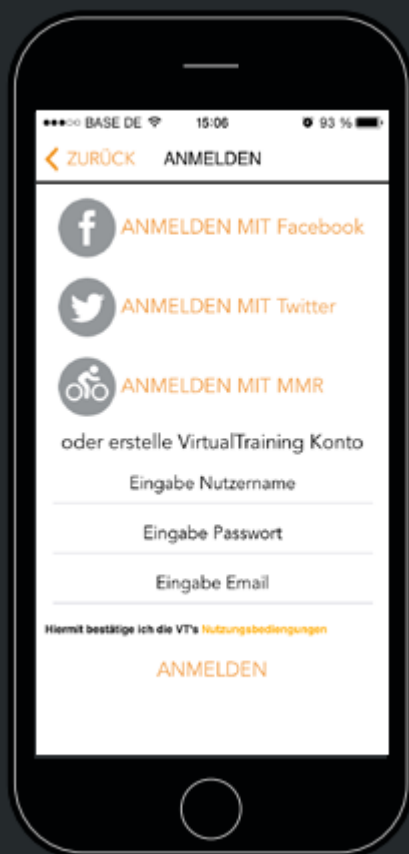 BASE DE 15:06 93 %
ZURÜCK ANMELDEN
ANMELDEN MIT Facebook
ANMELDEN MIT Twitter
ANMELDEN MIT MMR
oder erstelle VirtualTraining Konto
Eingabe Nutzername
Eingabe Passwort
Eingabe Email
Hiermit bestätige ich die VT's Nutzungsbediengungen
ANMELDEN